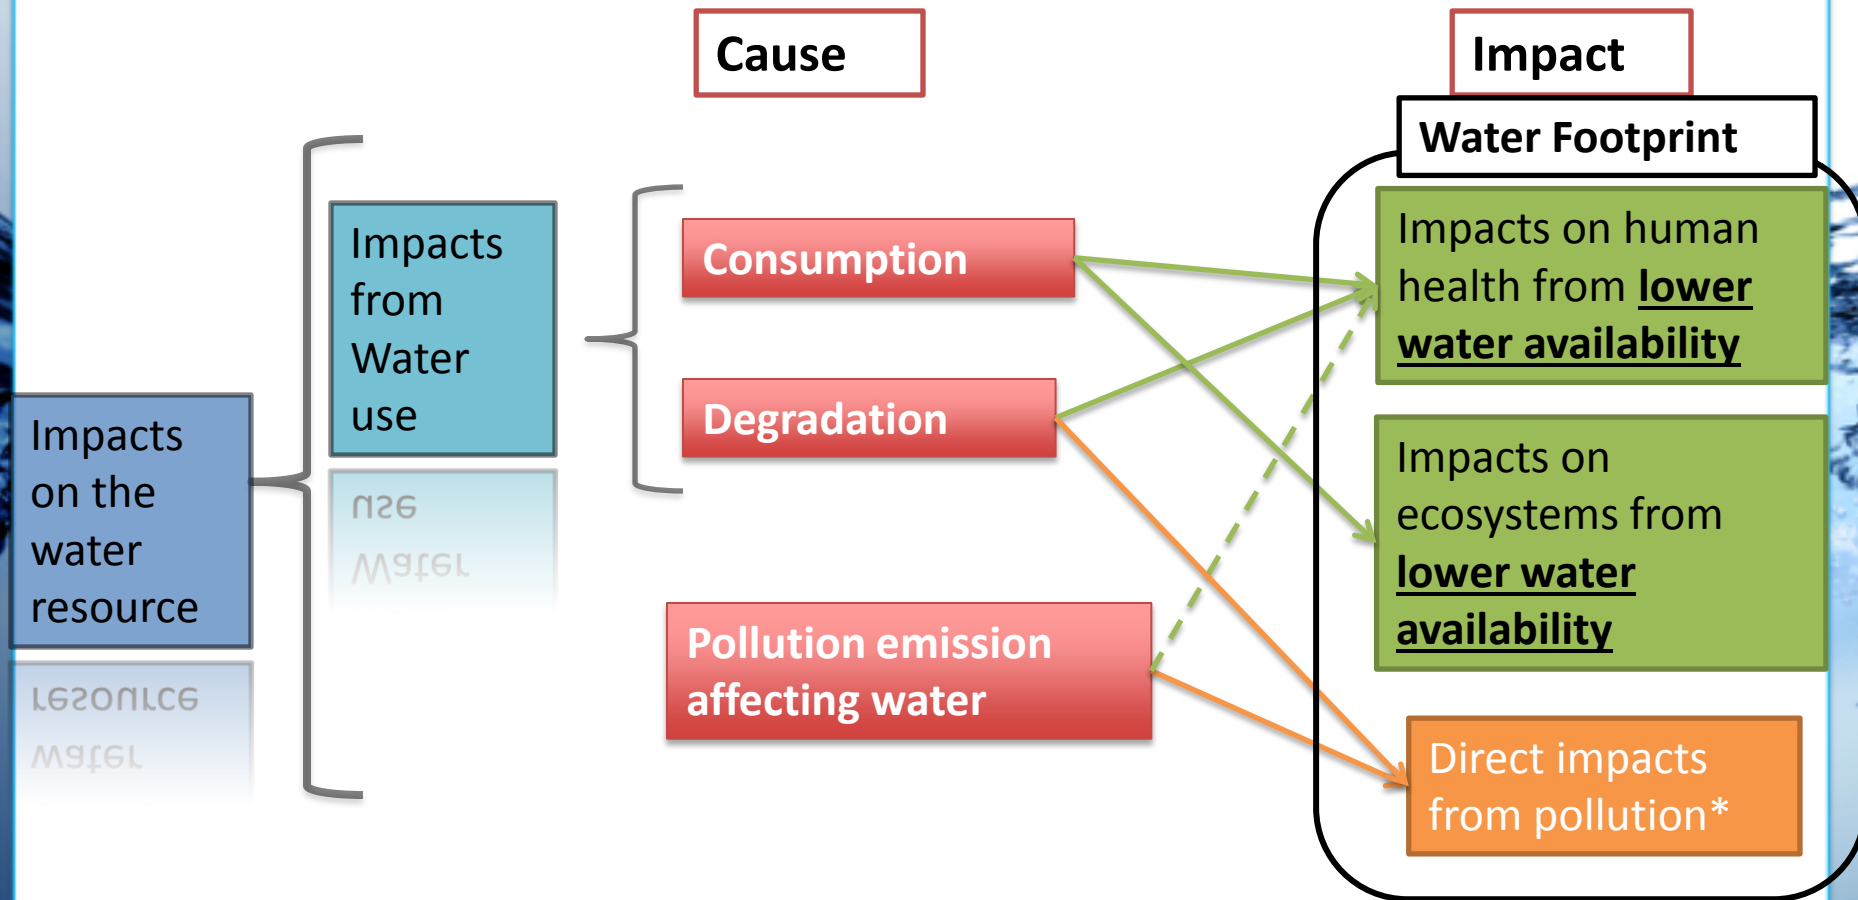 Cause
Impact
Water Footprint
Impacts
on the
water
resource
Impacts
from
Water
use
Consumption
Degradation
Pollution emission
affecting water
Impacts on human
health from lower
water availability
Impacts on
ecosystems from
lower water
availability
Direct impacts
from pollution*